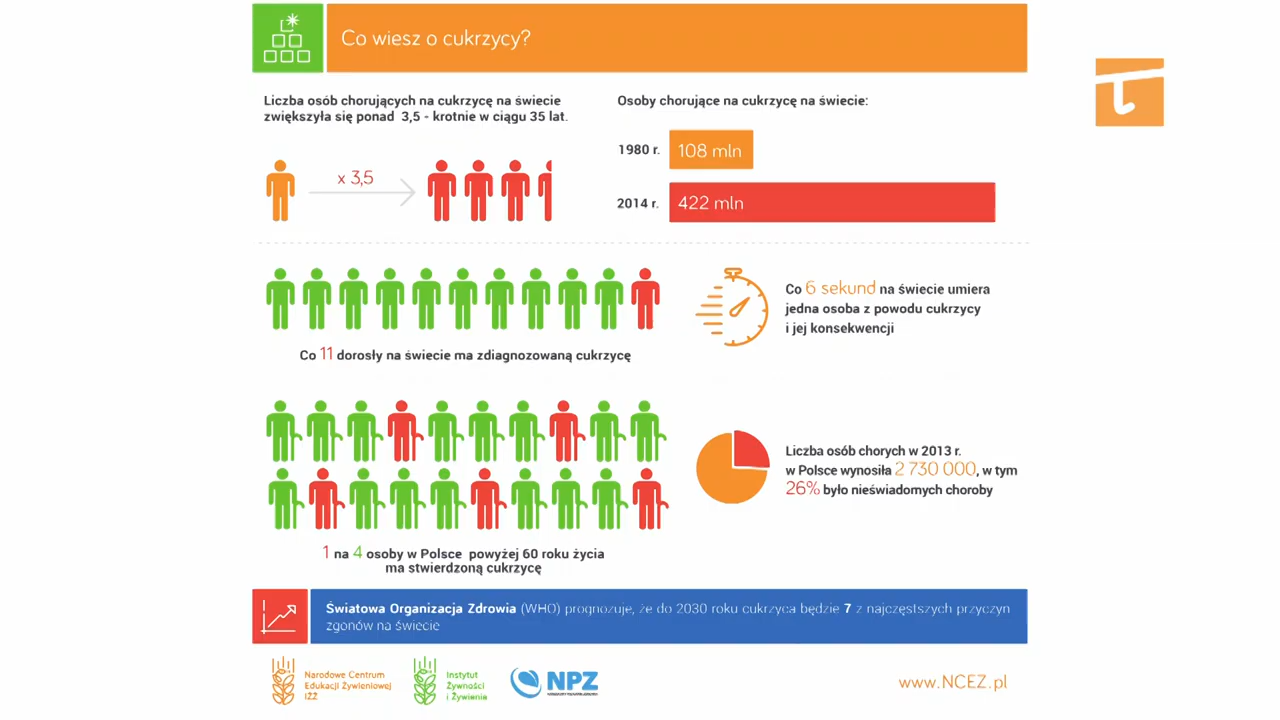 Co wiesz o cukrzycy?
Liczba osób chorujących na cukrzycę na świecie
zwiększyła się ponad 3,5 - krotnie w ciągu 35 lat.
x 3,5
Osoby chorujące na cukrzycę na świecie:
1980 r. 108 mln
2014 r. 422 mln
Co 11 dorosły na świecie ma zdiagnozowaną cukrzycę
Co 6 sekund na świecie umiera
jedna osoba z powodu cukrzycy
i jej konsekwencji
1 na 4 osoby w Polsce powyżej 60 roku życia
ma stwierdzoną cukrzycę
Liczba osób chorych w 2013 r.
w Polsce wynosiła 2 730 000, w tym
26% było nieświadomych choroby
Światowa Organizacja Zdrowia (WHO) prognozuje, że do 2030 roku cukrzyca będzie 7 z najczęstszych przyczyn
zgonów na świecie
Narodowe Centrum
Edukacji Żywieniowej
IŻŻ
Instytut
Żywności
i Żywienia
NPZ
www.NCEZ.pl